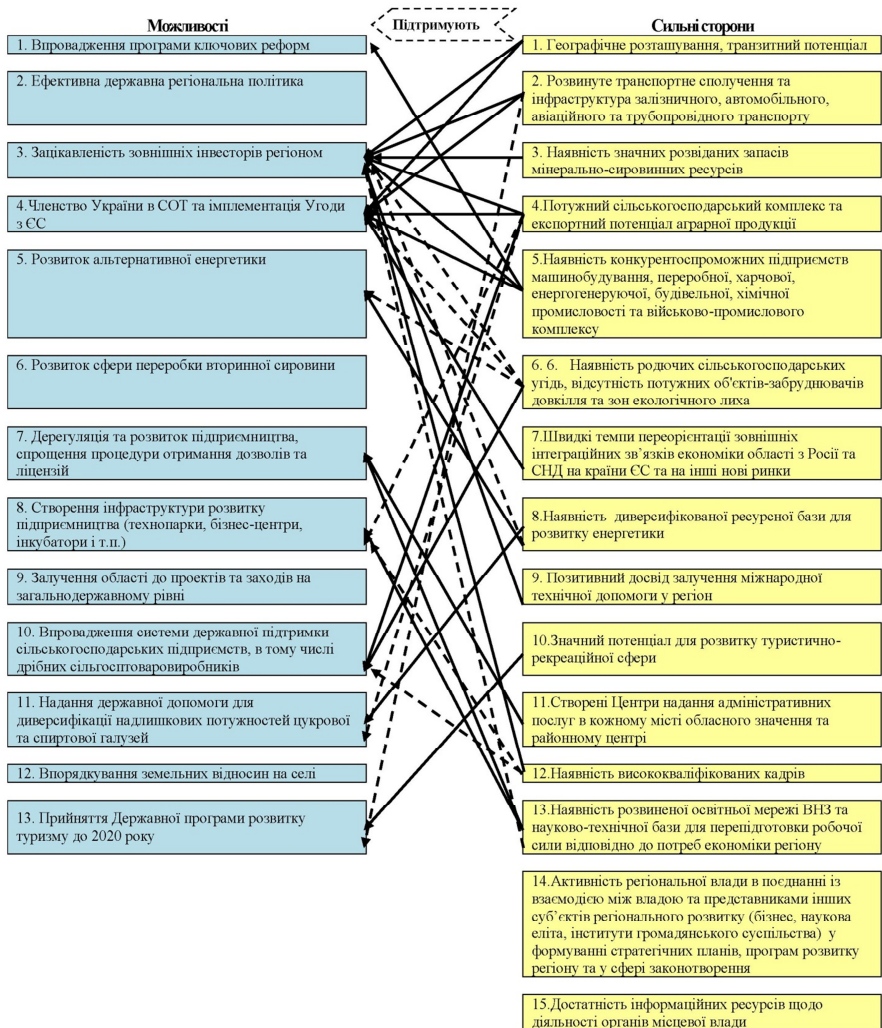 Можливості
Підтримують
Сильні сторони
1. Впровадження програми ключових реформ
2. Ефективна державна регіональна політика
3. Зацікавленість зовнішніх інвесторів регіоном
4.Членство України в СОТ та імплементація Угоди
з ЄС
5. Розвиток альтернативної енергетики
6. Розвиток сфери переробки вторинної сировини
7. Дерегуляція та розвиток підприємництва,
спрощення процедури отримання дозволів та
ліцензій
8. Створення інфраструктури розвитку
підприємництва (технопарки, бізнес-центри,
інкубатори і т.п.)
9. Залучення області до проектів та заходів на
загальнодержавному рівні
10. Впровадження системи державної підтримки
сільськогосподарських підприємств, в тому числі
дрібних сільгосптоваровиробників
11. Надання державної допомоги для
диверсифікації надлишкових потужностей цукрової
та спиртової галузей
12. Впорядкування земельних відносин на селі
13. Прийняття Державної програми розвитку
туризму до 2020 року
1. Географічне розташування, транзитний потенціал
2. Розвинуте транспортне сполучення та
інфраструктура залізничного, автомобільного,
авіаційного та трубопровідного транспорту
3. Наявність значних розвіданих запасів
мінерально-сировинних ресурсів
4.Потужний сільськогосподарський комплекс та
експортний потенціал аграрної продукції
5.Наявність конкурентоспроможних підприємств
машинобудування, переробної, харчової,
енергогенеруючої, будівельної, хімічної
промисловості та військово-промислового
комплексу
6. 6. Наявність родючих сільськогосподарських
угідь, відсутність потужних об'єктів-забруднювачів
довкілля та зон екологічного лиха
7.Швидкі темпи переорієнтації зовнішніх
інтеграційних зв’язків економіки області з Росії та
СНД на країни ЄС та на інші нові ринки
8.Наявність диверсифікованої ресурсної бази для
розвитку енергетики
9. Позитивний досвід залучення міжнародної
технічної допомоги у регіон
10.Значний потенціал для розвитку туристично-
рекреаційної сфери
11.Створені Центри надання адміністративних
послуг в кожному місті обласного значення та
районному центрі
12.Наявність висококваліфікованих кадрів
13.Наявність розвиненої освітньої мережі ВНЗ та
науково-технічної бази для перепідготовки робочої
сили відповідно до потреб економіки регіону
14.Активність регіональної влади в поєднанні із
взаємодією між владою та представниками інших
суб’єктів регіонального розвитку (бізнес, наукова
еліта, інститути громадянського суспільства) у
формуванні стратегічних планів, програм розвитку
регіону та у сфері законотворення
15.Достатність інформаційних ресурсів щодо
діяльності органів місцевої влади